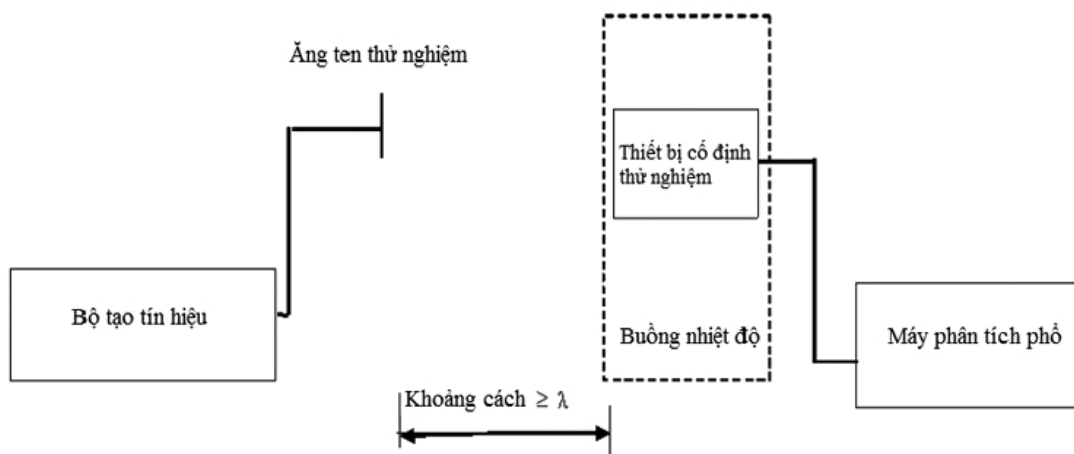 Ăng ten thử nghiệm
Thiết bị cố định
thử nghiệm
Bộ tạo tín hiệu
Buồng nhiệt độ
Máy phân tích phổ
Khoảng cách ≥ λ